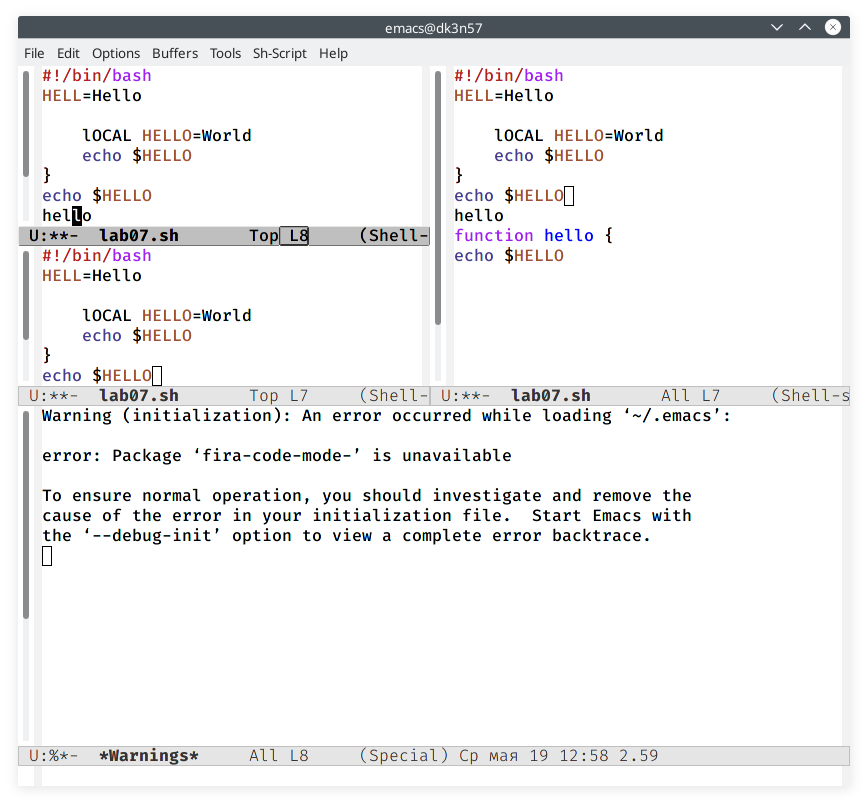 emacs@dk3n57
File Edit Options Buffers Tools Sh-Script Help
#!/bin/bash
HELL=Hello
lOCAL HELLO=World
echo $HELLO
}
echo $HELLO
hello
U:**- lab07.sh Top L8 (Shell-
#!/bin/bash
HELL=Hello
lOCAL HELLO=World
echo $HELLO
}
echo $HELLO
U:**- lab07.sh Top L7 (Shell-
#!/bin/bash
HELL=Hello
lOCAL HELLO=World
echo $HELLO
}
echo $HELLO
hello
function hello {
echo $HELLO
U:**- lab07.sh All L7 (Shell-s
Warning (initialization): An error occurred while loading ‘~/.emacs’:
error: Package ‘fira-code-mode-’ is unavailable
To ensure normal operation, you should investigate and remove the
cause of the error in your initialization file. Start Emacs with
the ‘--debug-init’ option to view a complete error backtrace.
U:%*- *Warnings* All L8 (Special) Ср мая 19 12:58 2.59